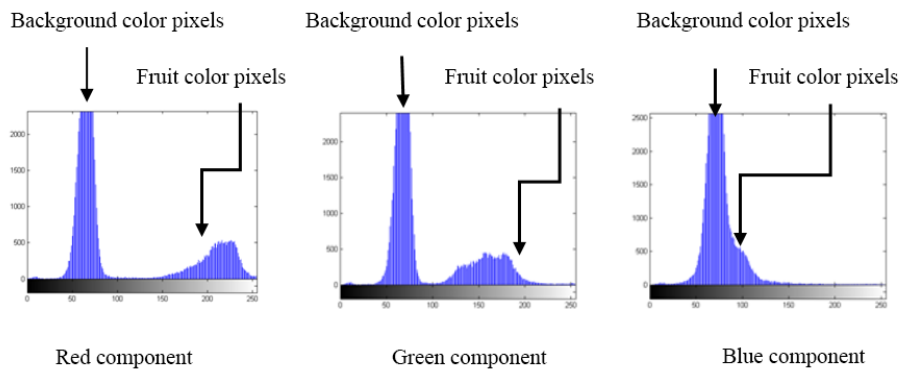 Background color pixels
Background color pixels
Background color pixels
Fruit color pixels
Fruit color pixels
Fruit color pixels
2000
1500
1000
500
0
0 50 100 150 200 250
2000
1500
1000
500
0
0 50 100 150 200 250
2500
2000
1500
1000
500
0
0 50 100 150 200 250
Red component
Green component
Blue component